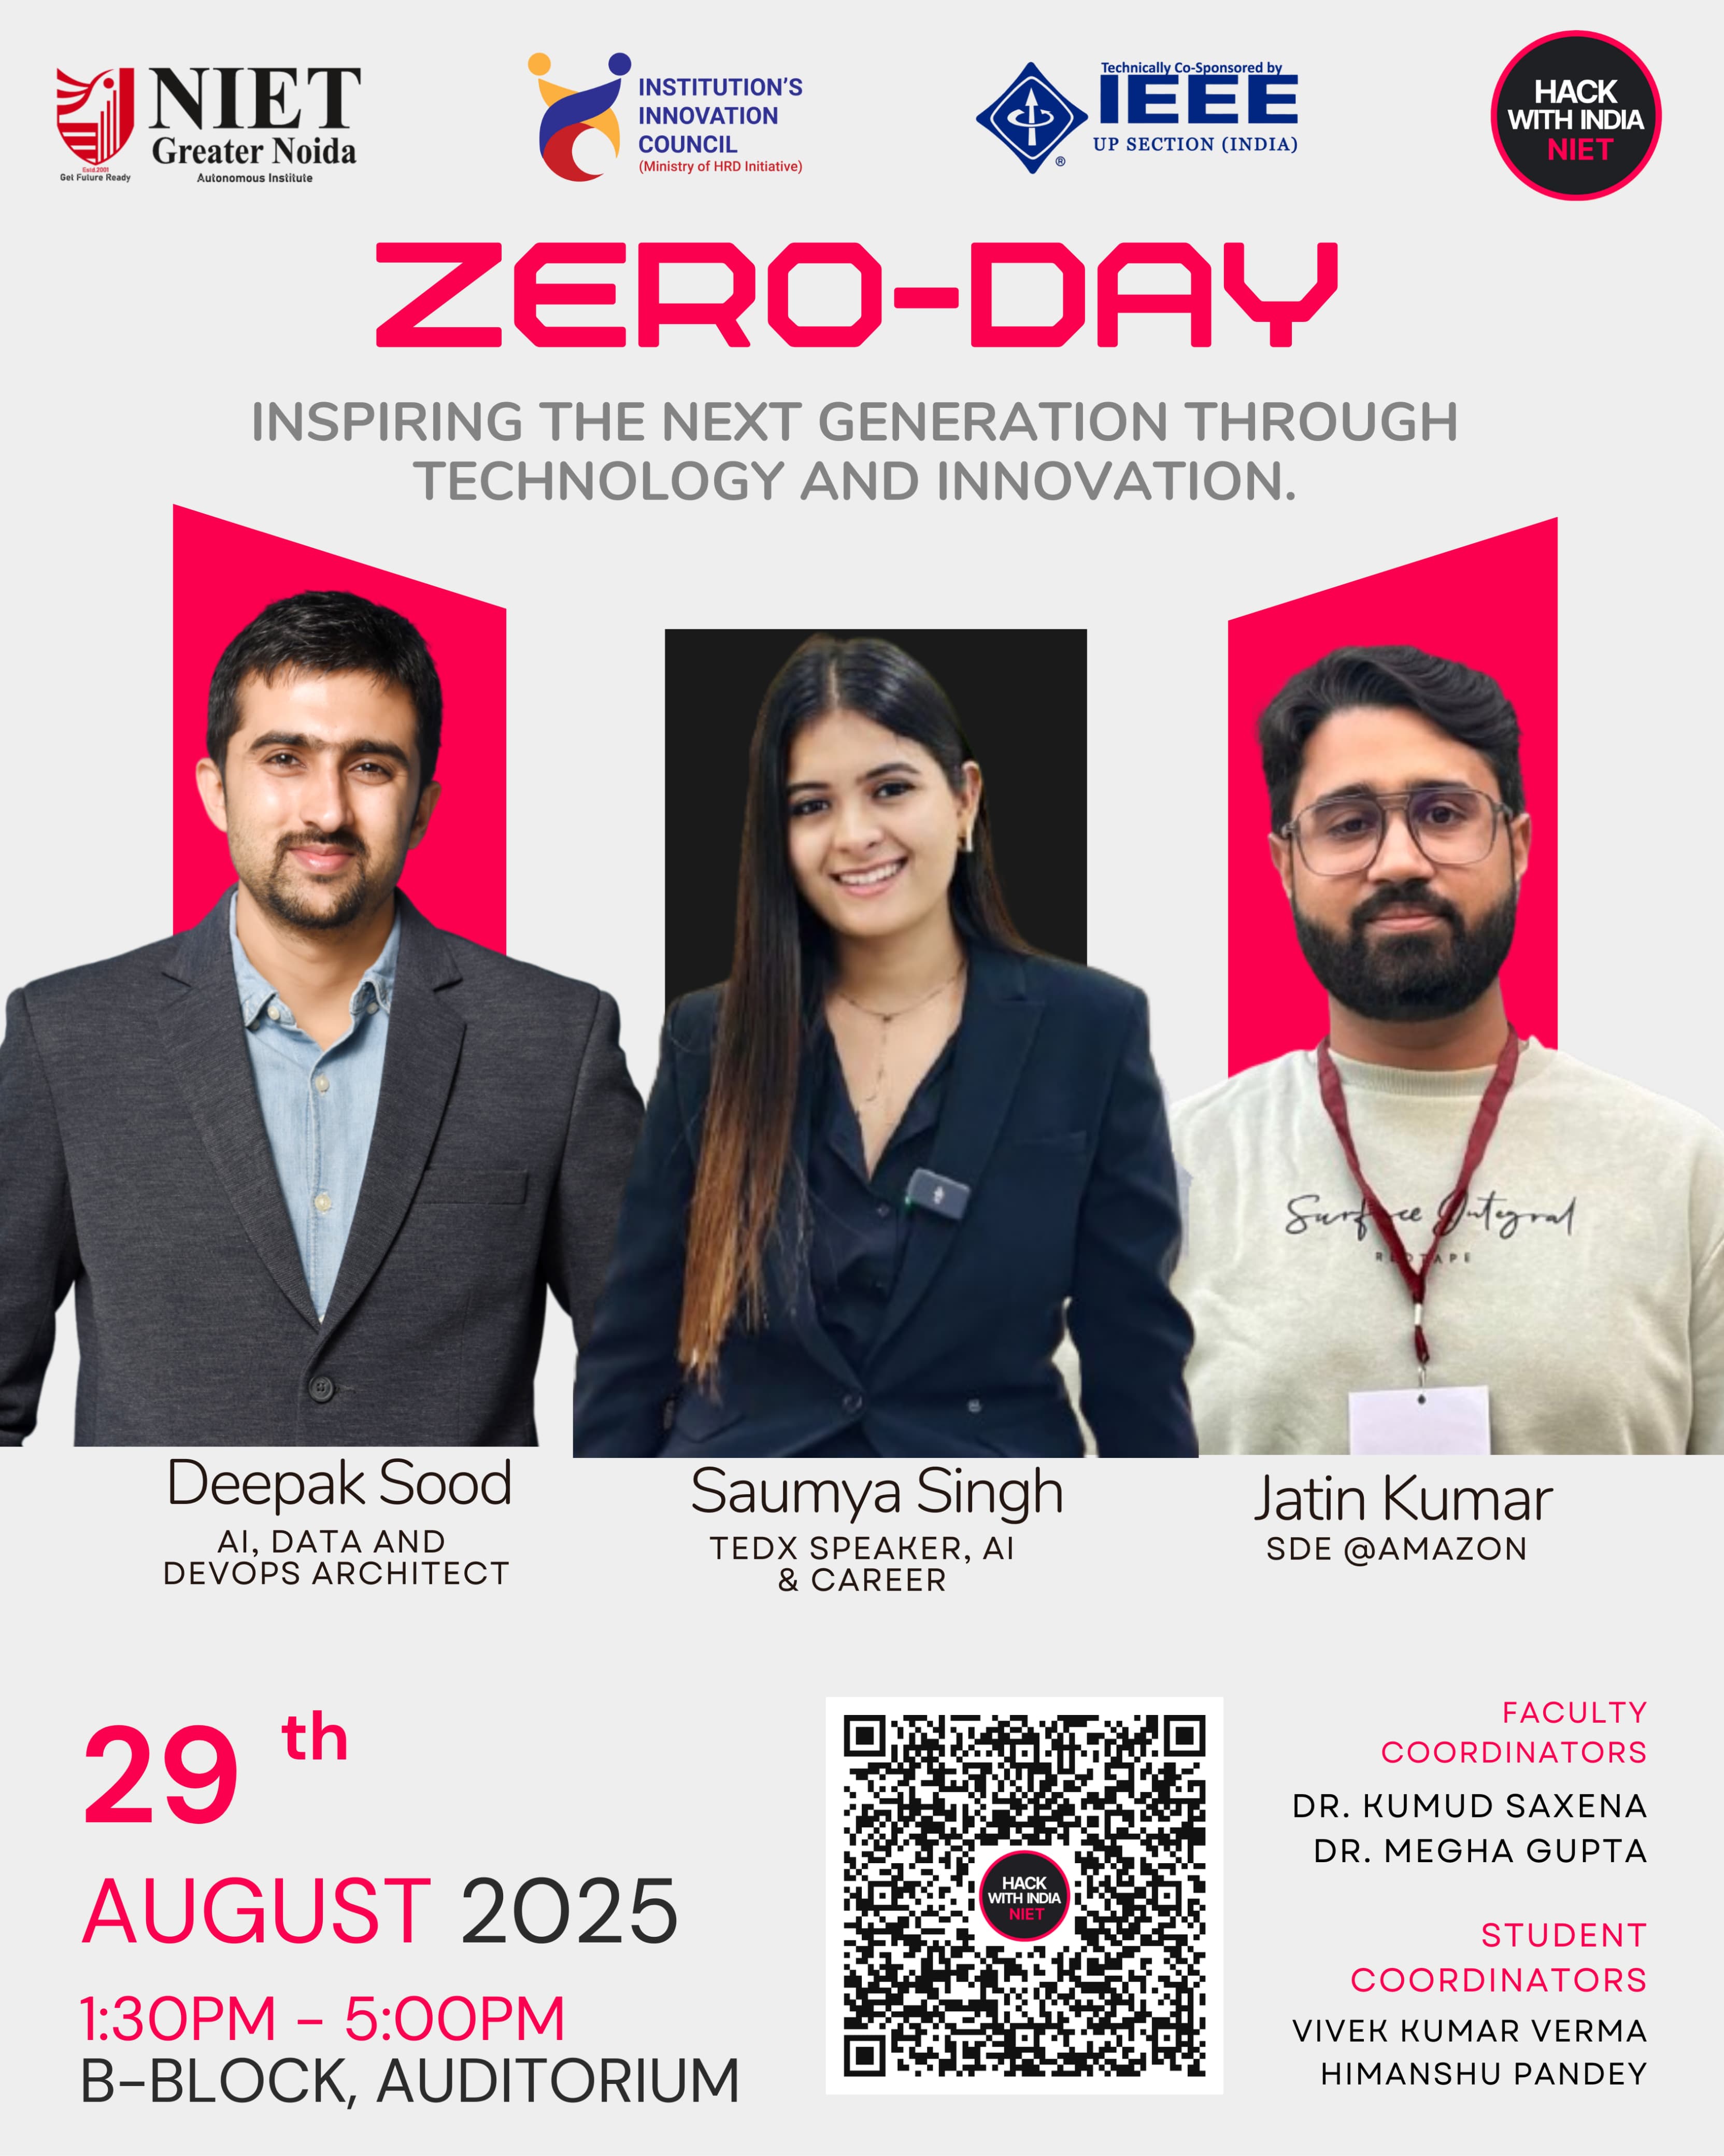 NIET
Greater Noida
Autonomous Institute
Estd.2001
Get Future Ready
INSTITUTION'S
INNOVATION
COUNCIL
(Ministry of HRD Initiative)
Technically Co-Sponsored by
IEEE
UP SECTION (INDIA)
®
HACK
WITH INDIA
NIET
ZERO-DAY
INSPIRING THE NEXT GENERATION THROUGH
TECHNOLOGY AND INNOVATION.
Integral
Deepak Sood
AI, DATA AND
DEVOPS ARCHITECT
Saumya Singh
TEDX SPEAKER, AI
& CAREER
Jatin Kumar
SDE @AMAZON
29 th
AUGUST 2025
1:30PM - 5:00PM
B-BLOCK, AUDITORIUM
HACK
WITH INDIA
NIET
FACULTY
COORDINATORS
DR. KUMUD SAXENA
DR. MEGHA GUPTA
STUDENT
COORDINATORS
VIVEK KUMAR VERMA
HIMANSHU PANDEY